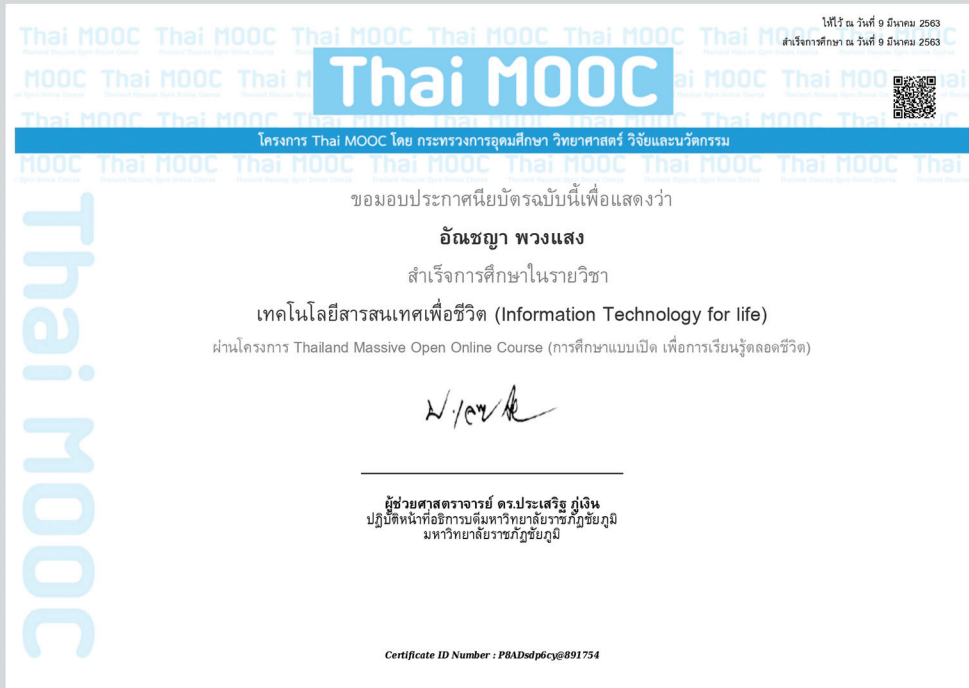 ให้ไว้ ณ วันที่ 9 มีนาคม 2563
สำเร็จการศึกษา ณ วันที่ 9 มีนาคม 2563
Thai MOOC
โครงการ Thai MOOC โดย กระทรวงการอุดมศึกษา วิทยาศาสตร์ วิจัยและนวัตกรรม
ขอมอบประกาศนียบัตรฉบับนี้เพื่อแสดงว่า
อัณชญา พวงแสง
สำเร็จการศึกษาในรายวิชา
เทคโนโลยีสารสนเทศเพื่อชีวิต (Information Technology for life)
ผ่านโครงการ Thailand Massive Open Online Course (การศึกษาแบบเปิด เพื่อการเรียนรู้ตลอดชีวิต)
ผู้ช่วยศาสตราจารย์ ดร.ประเสริฐ ภู่เงิน
ปฏิบัติหน้าที่อธิการบดีมหาวิทยาลัยราชภัฏชัยภูมิ
มหาวิทยาลัยราชภัฏชัยภูมิ
Certificate ID Number : P8ADsdp6cy@891754
Thai MOOC